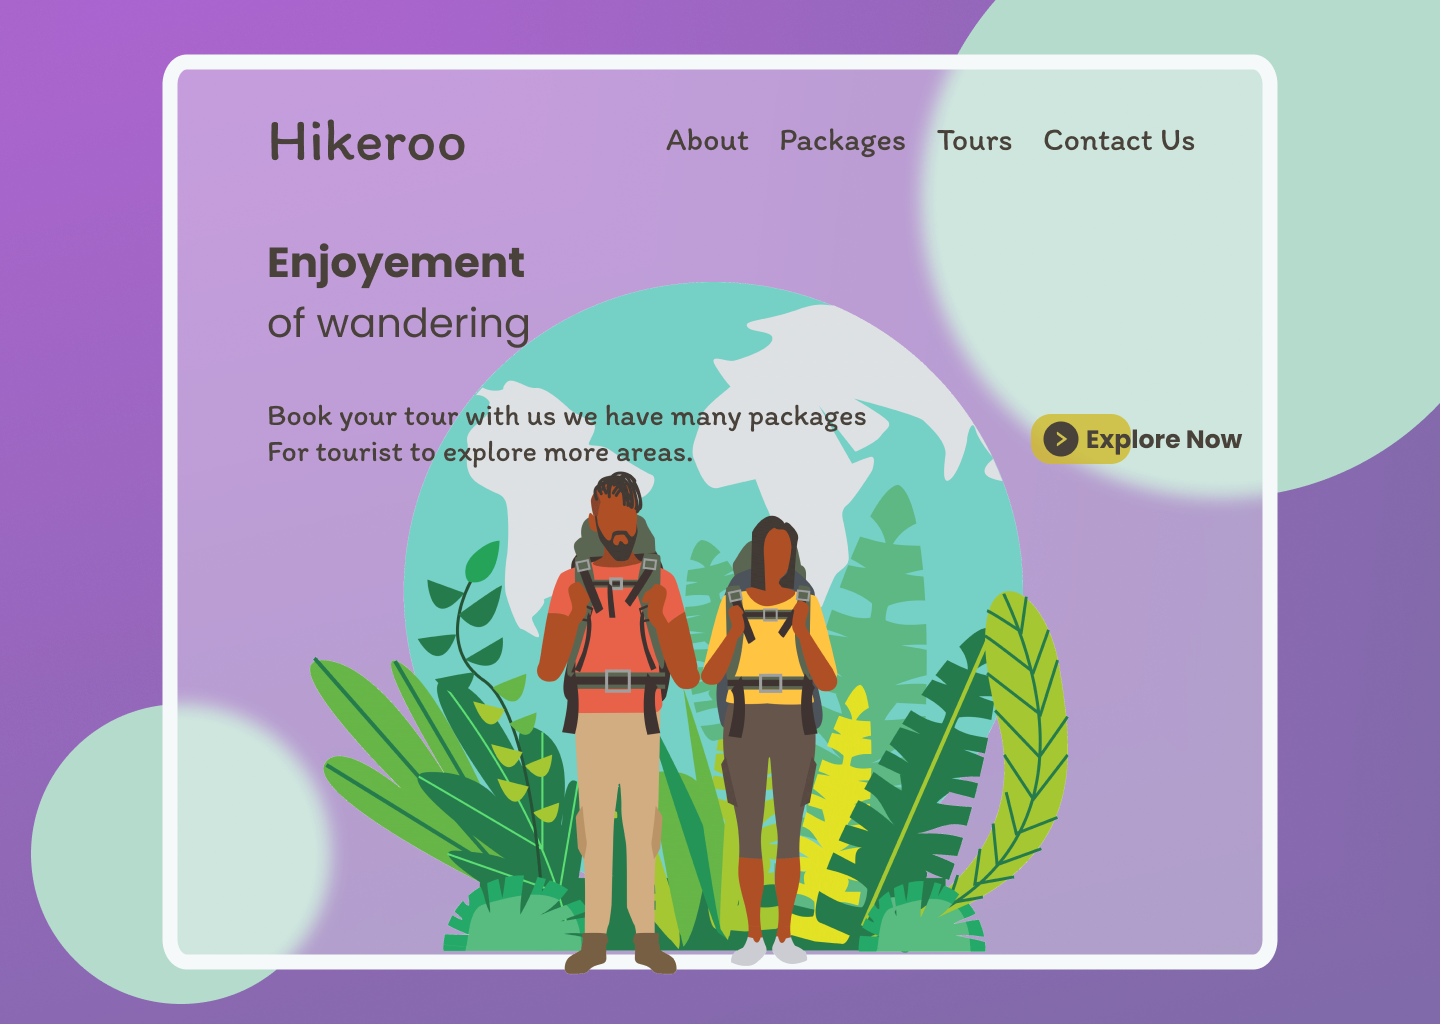 Hikeroo
About Packages Tours Contact Us
Enjoyement
of wandering
Book your tour with us we have many packages
For tourist to explore more areas.
Explore Now